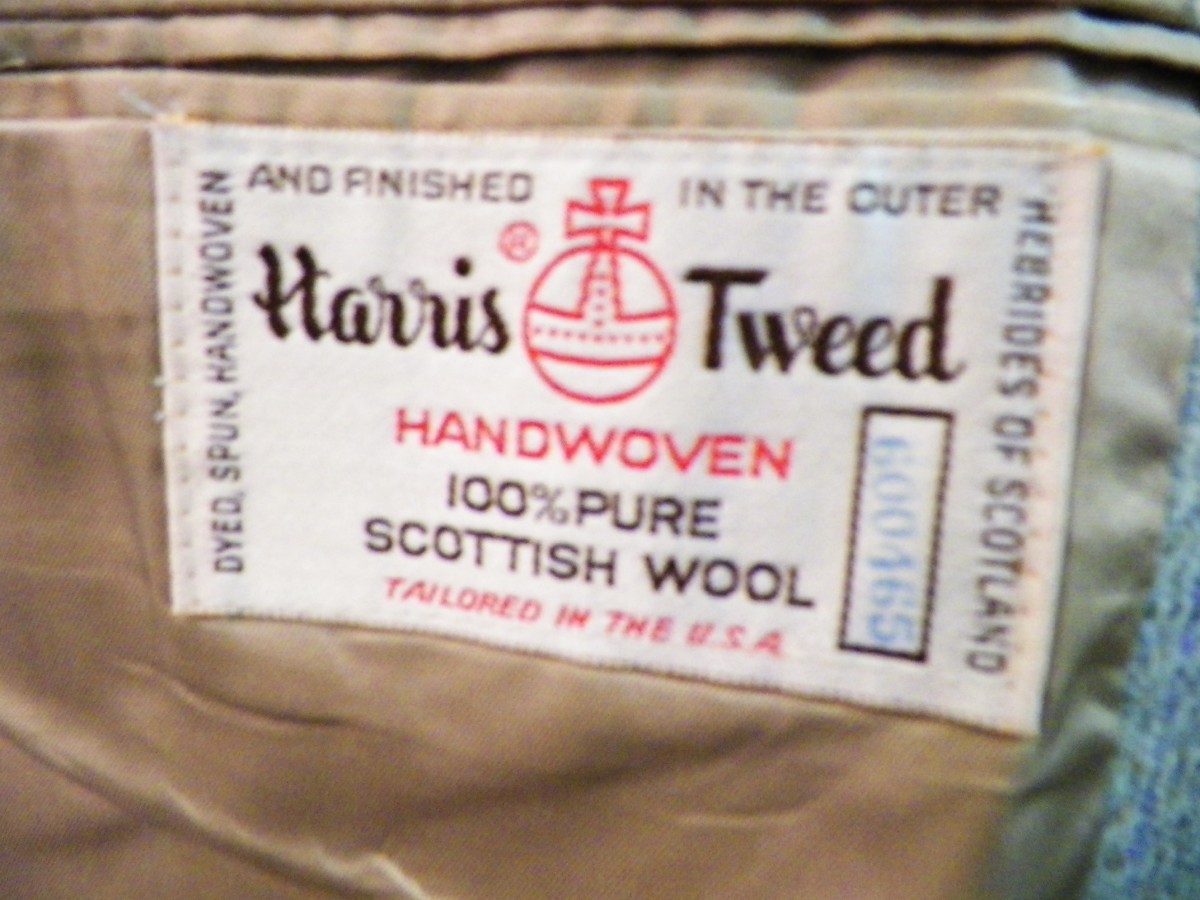 DYED, SPUN, HANDWOVEN
AND FINISHED
IN THE OUTER
HEBRIDES OF SCOTLAND
Harris ® Tweed
HANDWOVEN
100% PURE
SCOTTISH WOOL
TAILORED IN THE U.S.A.